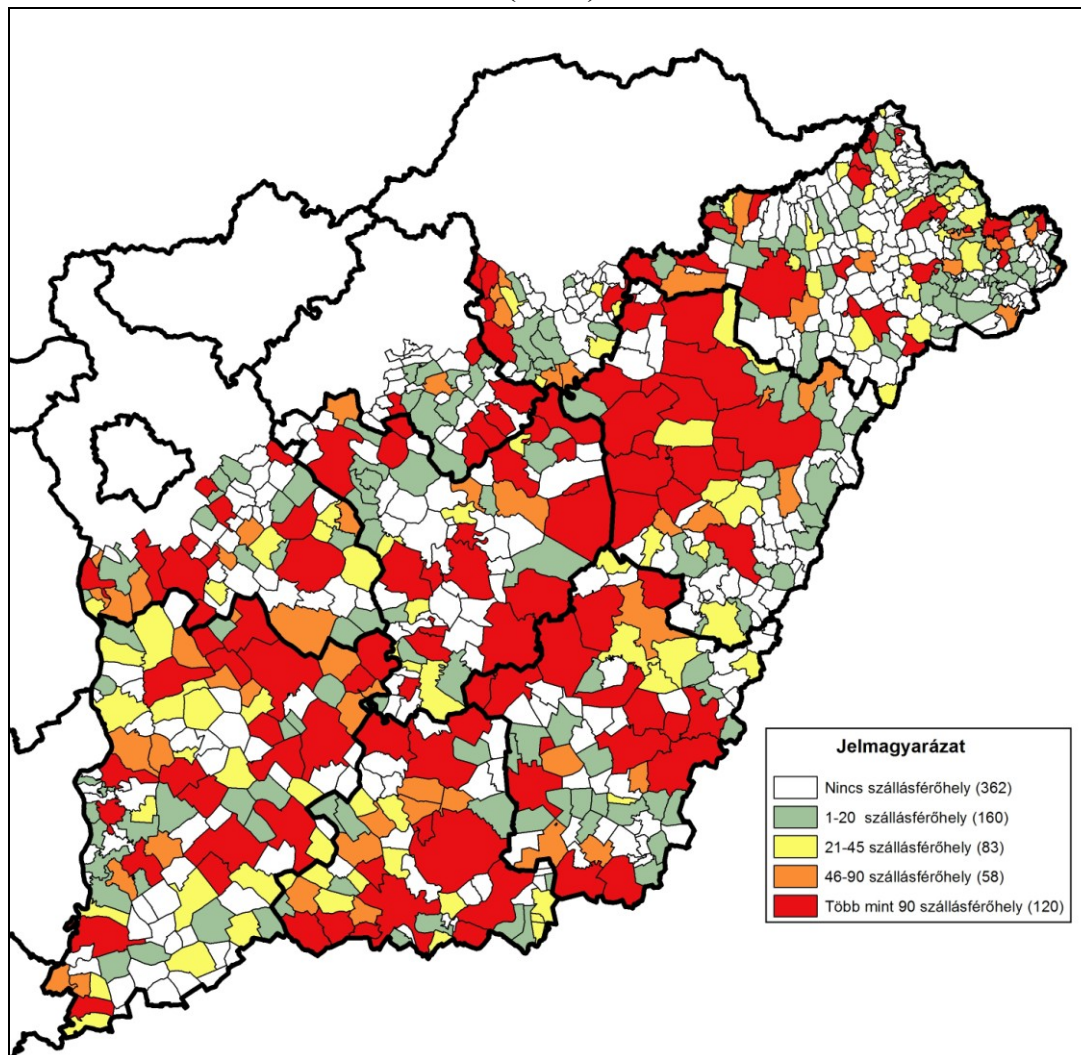 Jelmagyarázat
Nincs szállásférőhely (362)
1-20 szállásférőhely (160)
21-45 szállásférőhely (83)
46-90 szállásférőhely (58)
Több mint 90 szállásférőhely (120)